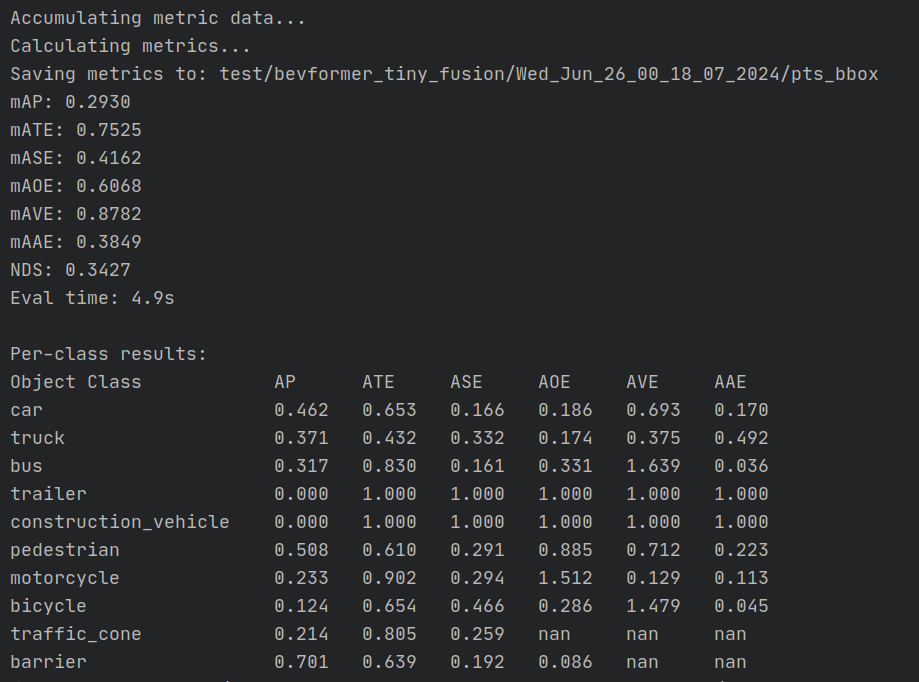 Accumulating metric data...
Calculating metrics...
Saving metrics to: test/bevformer_tiny_fusion/Wed_Jun_26_00_18_07_2024/pts_bbox
mAP: 0.2930
mATE: 0.7525
mASE: 0.4162
mAOE: 0.6068
mAVE: 0.8782
mAAE: 0.3849
NDS: 0.3427
Eval time: 4.9s

Per-class results:
Object Class            AP      ATE     ASE     AOE     AVE     AAE
car                     0.462   0.653   0.166   0.186   0.693   0.170
truck                   0.371   0.432   0.332   0.174   0.375   0.492
bus                     0.317   0.830   0.161   0.331   1.639   0.036
trailer                 0.000   1.000   1.000   1.000   1.000   1.000
construction_vehicle    0.000   1.000   1.000   1.000   1.000   1.000
pedestrian              0.508   0.610   0.291   0.885   0.712   0.223
motorcycle              0.233   0.902   0.294   1.512   0.129   0.113
bicycle                 0.124   0.654   0.466   0.286   1.479   0.045
traffic_cone            0.214   0.805   0.259   nan     nan     nan
barrier                 0.701   0.639   0.192   0.086   nan     nan